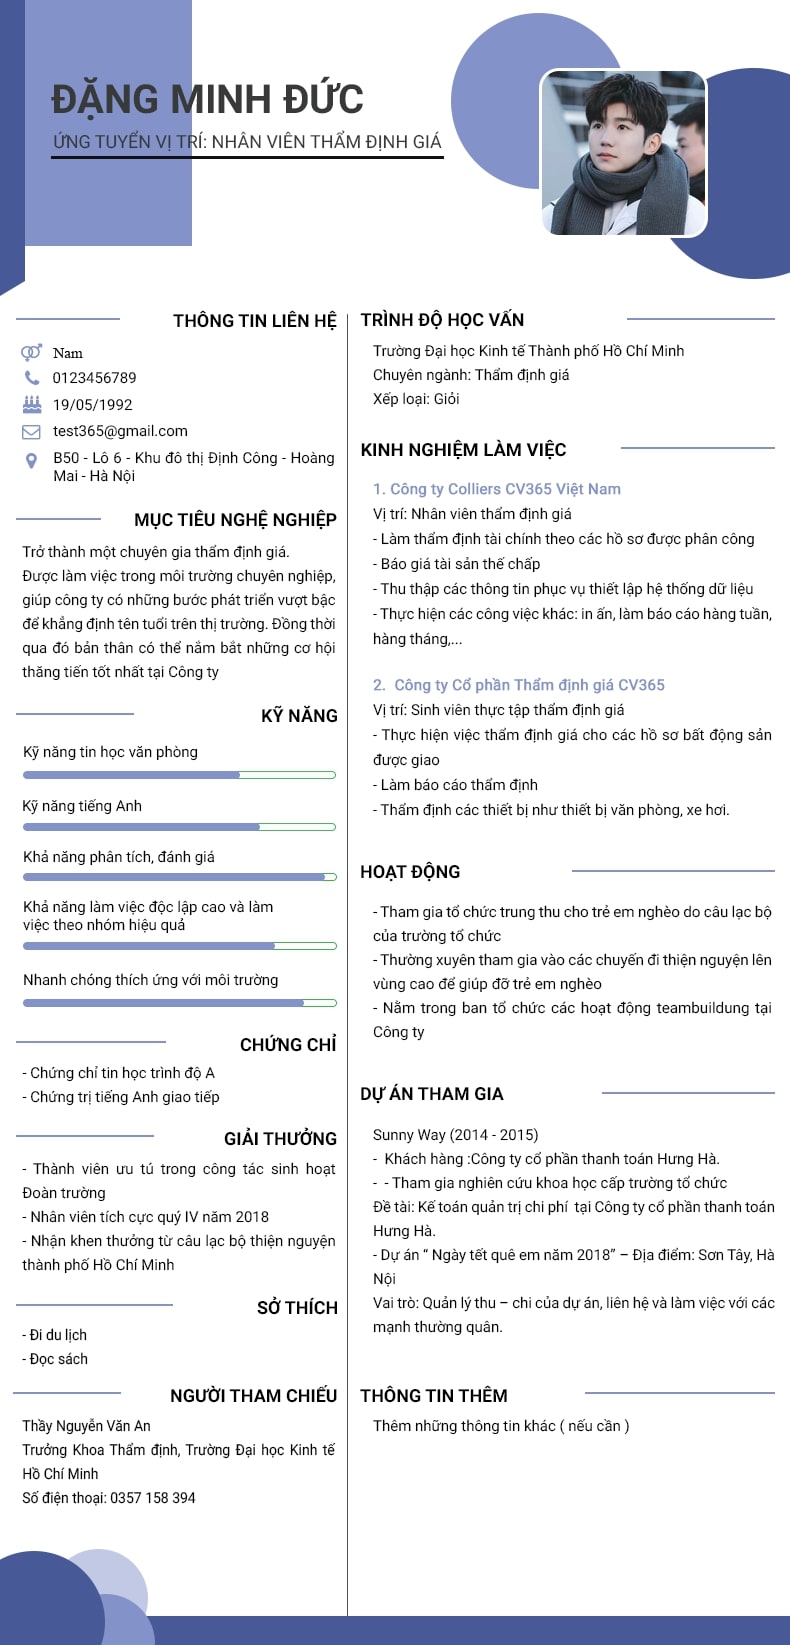 ĐẶNG MINH ĐỨC
ỨNG TUYỂN VỊ TRÍ: NHÂN VIÊN THẨM ĐỊNH GIÁ
THÔNG TIN LIÊN HỆ
Nam
0123456789
19/05/1992
test365@gmail.com
B50 - Lô 6 - Khu đô thị Định Công - Hoàng
Mai - Hà Nội
MỤC TIÊU NGHỆ NGHIỆP
Trở thành một chuyên gia thẩm định giá.
Được làm việc trong môi trường chuyên nghiệp,
giúp công ty có những bước phát triển vượt bậc
để khẳng định tên tuổi trên thị trường. Đồng thời
qua đó bản thân có thể nắm bắt những cơ hội
thăng tiến tốt nhất tại Công ty
KỸ NĂNG
Kỹ năng tin học văn phòng
Kỹ năng tiếng Anh
Khả năng phân tích, đánh giá
Khả năng làm việc độc lập cao và làm
việc theo nhóm hiệu quả
Nhanh chóng thích ứng với môi trường
CHỨNG CHỈ
- Chứng chỉ tin học trình độ A
- Chứng trị tiếng Anh giao tiếp
GIẢI THƯỞNG
- Thành viên ưu tú trong công tác sinh hoạt
Đoàn trường
- Nhân viên tích cực quý IV năm 2018
- Nhận khen thưởng từ câu lạc bộ thiện nguyện
thành phố Hồ Chí Minh
SỞ THÍCH
- Đi du lịch
- Đọc sách
NGƯỜI THAM CHIẾU
Thầy Nguyễn Văn An
Trưởng Khoa Thẩm định, Trường Đại học Kinh tế
Hồ Chí Minh
Số điện thoại: 0357 158 394
TRÌNH ĐỘ HỌC VẤN
Trường Đại học Kinh tế Thành phố Hồ Chí Minh
Chuyên ngành: Thẩm định giá
Xếp loại: Giỏi
KINH NGHIỆM LÀM VIỆC
1. Công ty Colliers CV365 Việt Nam
Vị trí: Nhân viên thẩm định giá
- Làm thẩm định tài chính theo các hồ sơ được phân công
- Báo giá tài sản thế chấp
- Thu thập các thông tin phục vụ thiết lập hệ thống dữ liệu
- Thực hiện các công việc khác: in ấn, làm báo cáo hàng tuần,
hàng tháng,...
2. Công ty Cổ phần Thẩm định giá CV365
Vị trí: Sinh viên thực tập thẩm định giá
- Thực hiện việc thẩm định giá cho các hồ sơ bất động sản
được giao
- Làm báo cáo thẩm định
- Thẩm định các thiết bị như thiết bị văn phòng, xe hơi.
HOẠT ĐỘNG
- Tham gia tổ chức trung thu cho trẻ em nghèo do câu lạc bộ
của trường tổ chức
- Thường xuyên tham gia vào các chuyến đi thiện nguyện lên
vùng cao để giúp đỡ trẻ em nghèo
- Nằm trong ban tổ chức các hoạt động teambuildung tại
Công ty
DỰ ÁN THAM GIA
Sunny Way (2014 - 2015)
- Khách hàng :Công ty cổ phần thanh toán Hưng Hà.
- - Tham gia nghiên cứu khoa học cấp trường tổ chức
Đề tài: Kế toán quản trị chi phí tại Công ty cổ phần thanh toán
Hưng Hà.
- Dự án “ Ngày tết quê em năm 2018” – Địa điểm: Sơn Tây, Hà
Nội
Vai trò: Quản lý thu – chi của dự án, liên hệ và làm việc với các
mạnh thường quân.
THÔNG TIN THÊM
Thêm những thông tin khác ( nếu cần )